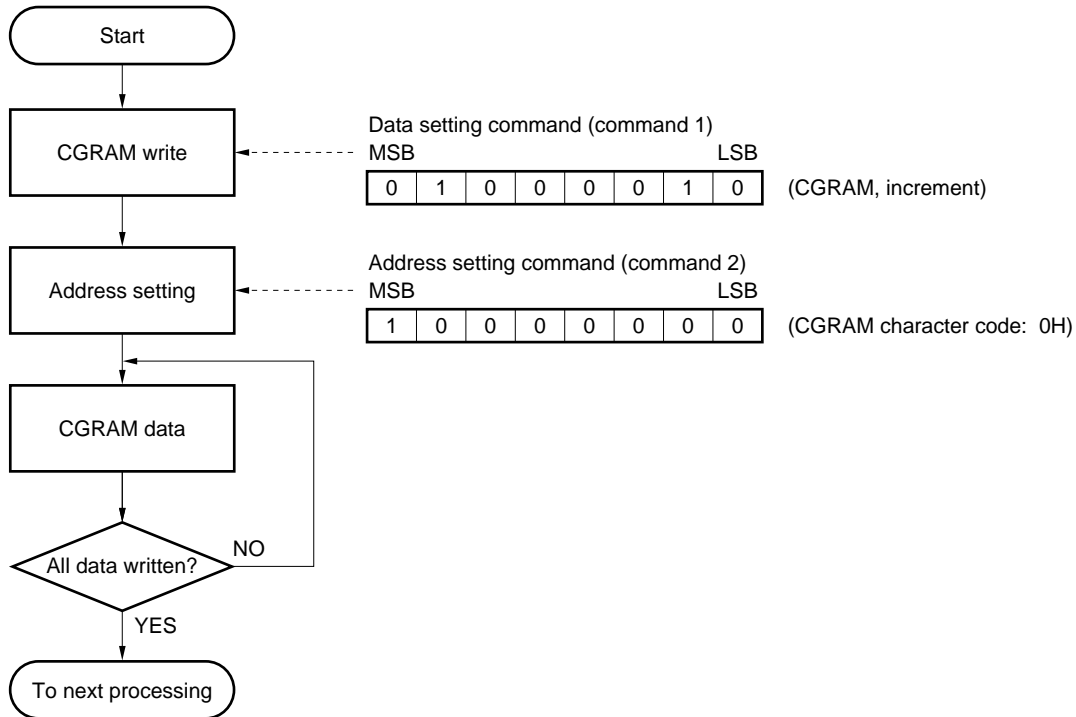 Start
Data setting command (command 1)
CGRAM write
MSB LSB
0 1 0 0 0 0 1 0 (CGRAM, increment)
Address setting command (command 2)
Address setting
MSB LSB
1 0 0 0 0 0 0 0 (CGRAM character code: 0H)
CGRAM data
NO
All data written?
YES
To next processing